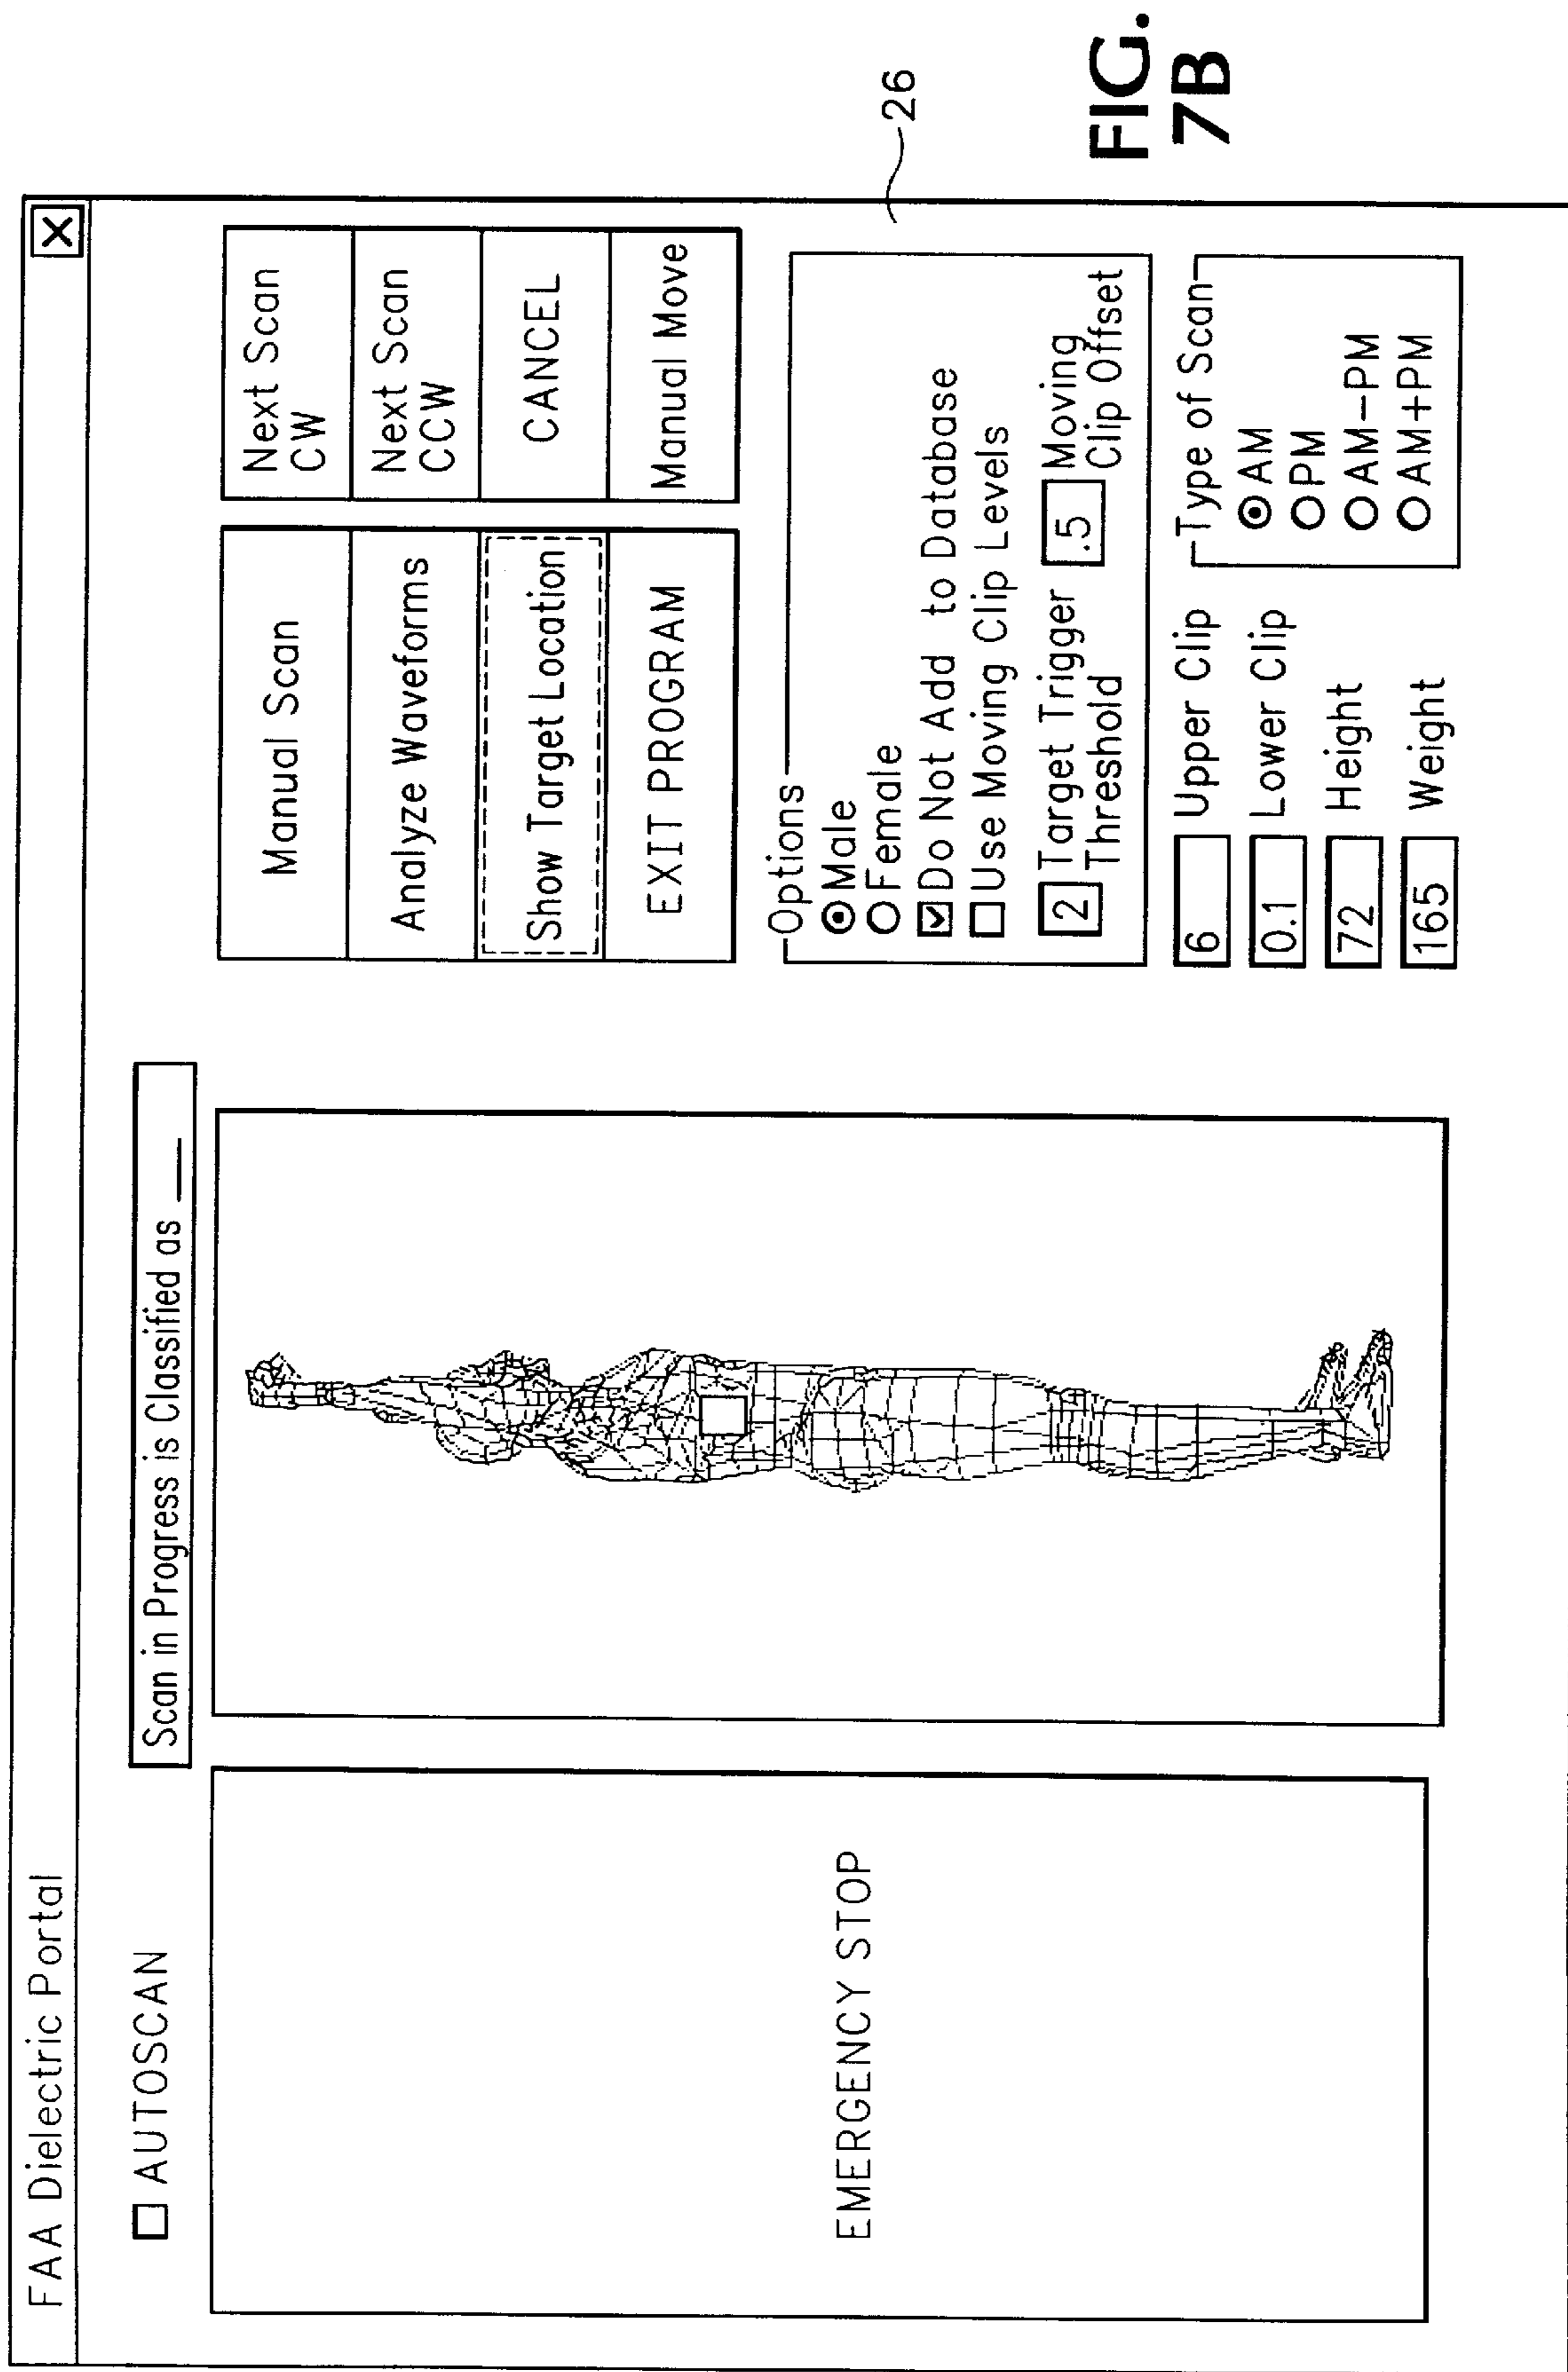 FAA Dielectric Portal
X
AUTOSCAN
Scan in Progress is Classified as __
EMERGENCY STOP
Manual Scan
Analyze Waveforms
Show Target Location
EXIT PROGRAM
Next Scan
CW
Next Scan
CCW
CANCEL
Manual Move
Options
Male
Female
Do Not Add to Database
Use Moving Clip Levels
2 Target Trigger
Threshold
.5 Moving
Clip Offset
6 Upper Clip
0.1 Lower Clip
72 Height
165 Weight
Type of Scan
AM
PM
AM-PM
AM+PM
26
FIG.
7B